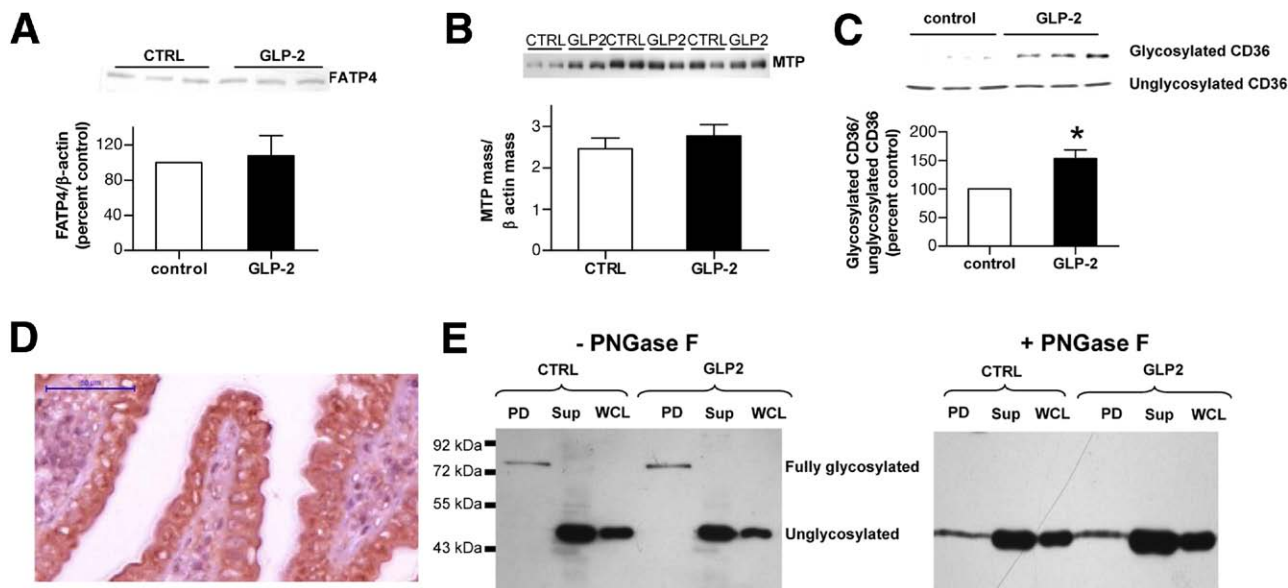 A
CTRL GLP-2
FATP4
FATP4/β-actin
(percent control)
120
80
40
0
control GLP-2
B
CTRL GLP2 CTRL GLP2 CTRL GLP2
MTP
MTP mass/
β actin mass
3
2
1
0
CTRL GLP-2
C
control GLP-2
Glycosylated CD36
Unglycosylated CD36
Glycosylated CD36/
unglycosylated CD36
(percent control)
200
150
100
50
0
*
control GLP-2
D
50 µm
E
- PNGase F
CTRL GLP2
PD Sup WCL PD Sup WCL
92 kDa
72 kDa
55 kDa
43 kDa
Fully glycosylated
Unglycosylated
+ PNGase F
CTRL GLP2
PD Sup WCL PD Sup WCL